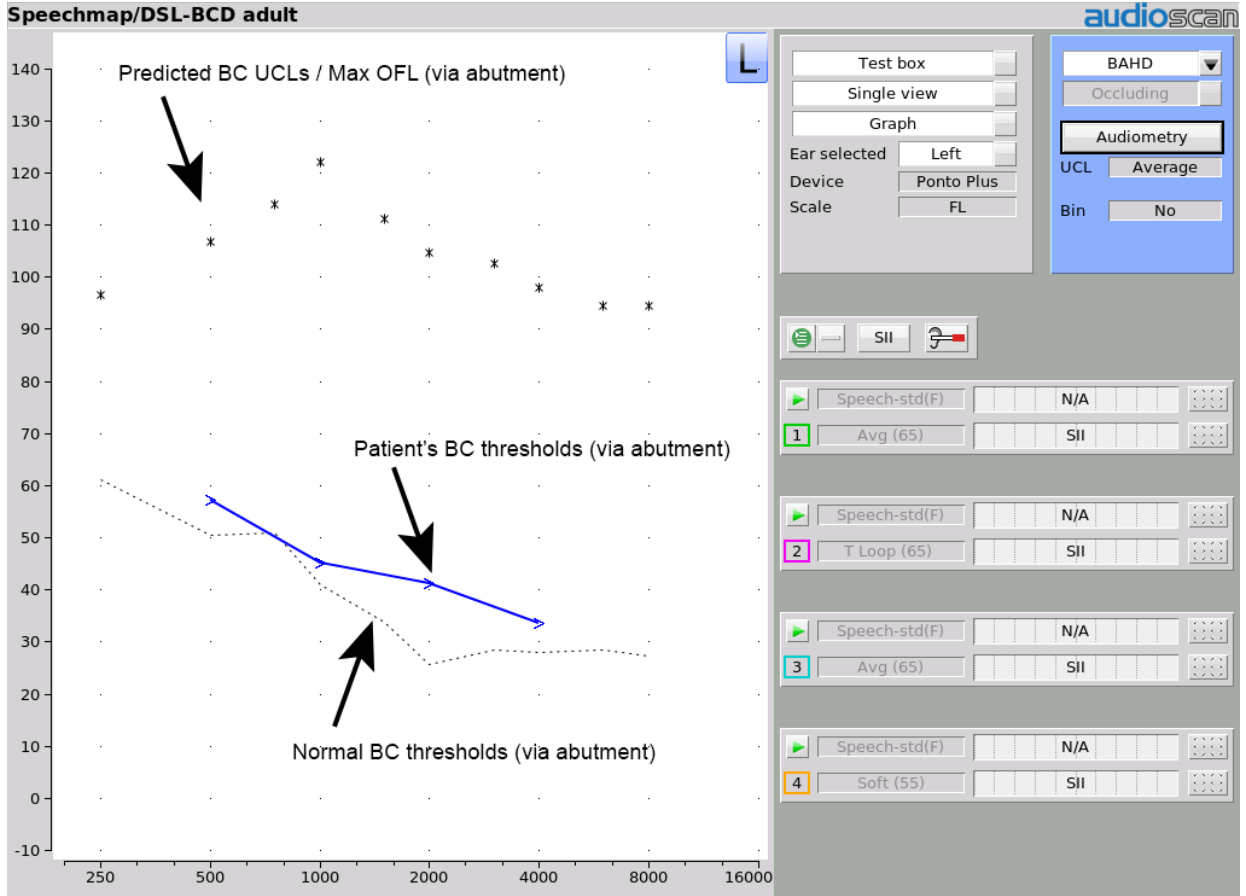 Speechmap/DSL-BCD adult
audioscan
L
Predicted BC UCLs / Max OFL (via abutment)
Patient's BC thresholds (via abutment)
Normal BC thresholds (via abutment)
140
130
120
110
100
90
80
70
60
50
40
30
20
10
0
-10
250 500 1000 2000 4000 8000 16000
Test box
Single view
Graph
Ear selected Left
Device Ponto Plus
Scale FL
BAHD
Occluding
Audiometry
UCL Average
Bin No
SII
Speech-std(F) N/A
1 Avg (65) SII
Speech-std(F) N/A
2 T Loop (65) SII
Speech-std(F) N/A
3 Avg (65) SII
Speech-std(F) N/A
4 Soft (55) SII